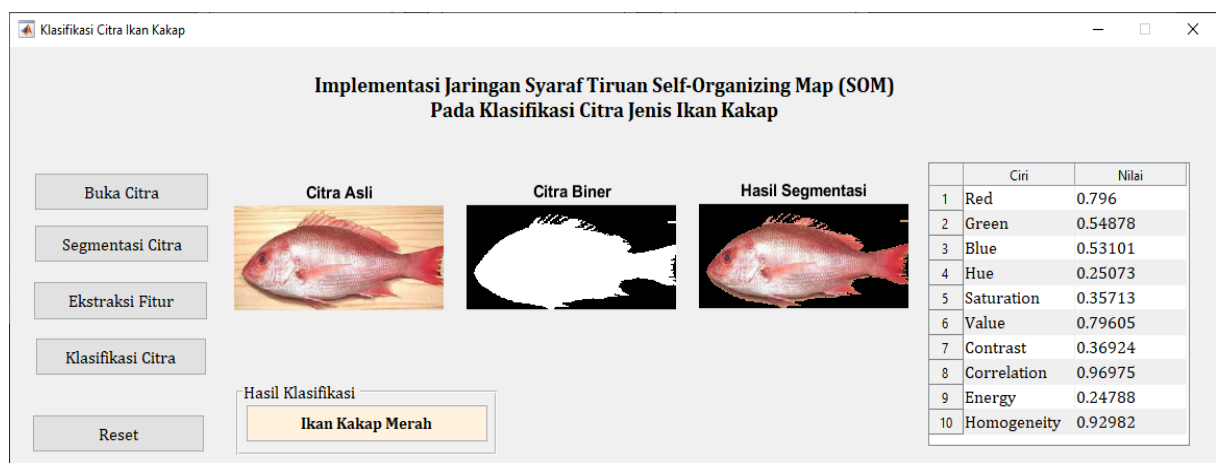 Klasifikasi Citra Ikan Kakap
Implementasi Jaringan Syaraf Tiruan Self-Organizing Map (SOM)
Pada Klasifikasi Citra Jenis Ikan Kakap
Buka Citra
Segmentasi Citra
Ekstraksi Fitur
Klasifikasi Citra
Reset
Citra Asli
Citra Biner
Hasil Segmentasi
Hasil Klasifikasi
Ikan Kakap Merah
Ciri Nilai
1 Red 0.796
2 Green 0.54878
3 Blue 0.53101
4 Hue 0.25073
5 Saturation 0.35713
6 Value 0.79605
7 Contrast 0.36924
8 Correlation 0.96975
9 Energy 0.24788
10 Homogeneity 0.92982